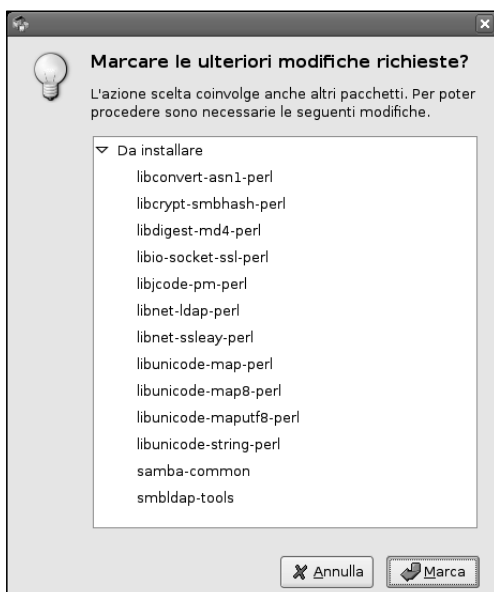 Marcare le ulteriori modifiche richieste?
L'azione scelta coinvolge anche altri pacchetti. Per poter
procedere sono necessarie le seguenti modifiche.
Da installare
libconvert-asn1-perl
libcrypt-smbhash-perl
libdigest-md4-perl
libio-socket-ssl-perl
libjcode-pm-perl
libnet-ldap-perl
libnet-ssleay-perl
libunicode-map-perl
libunicode-map8-perl
libunicode-maputf8-perl
libunicode-string-perl
samba-common
smbldap-tools
Annulla Marca